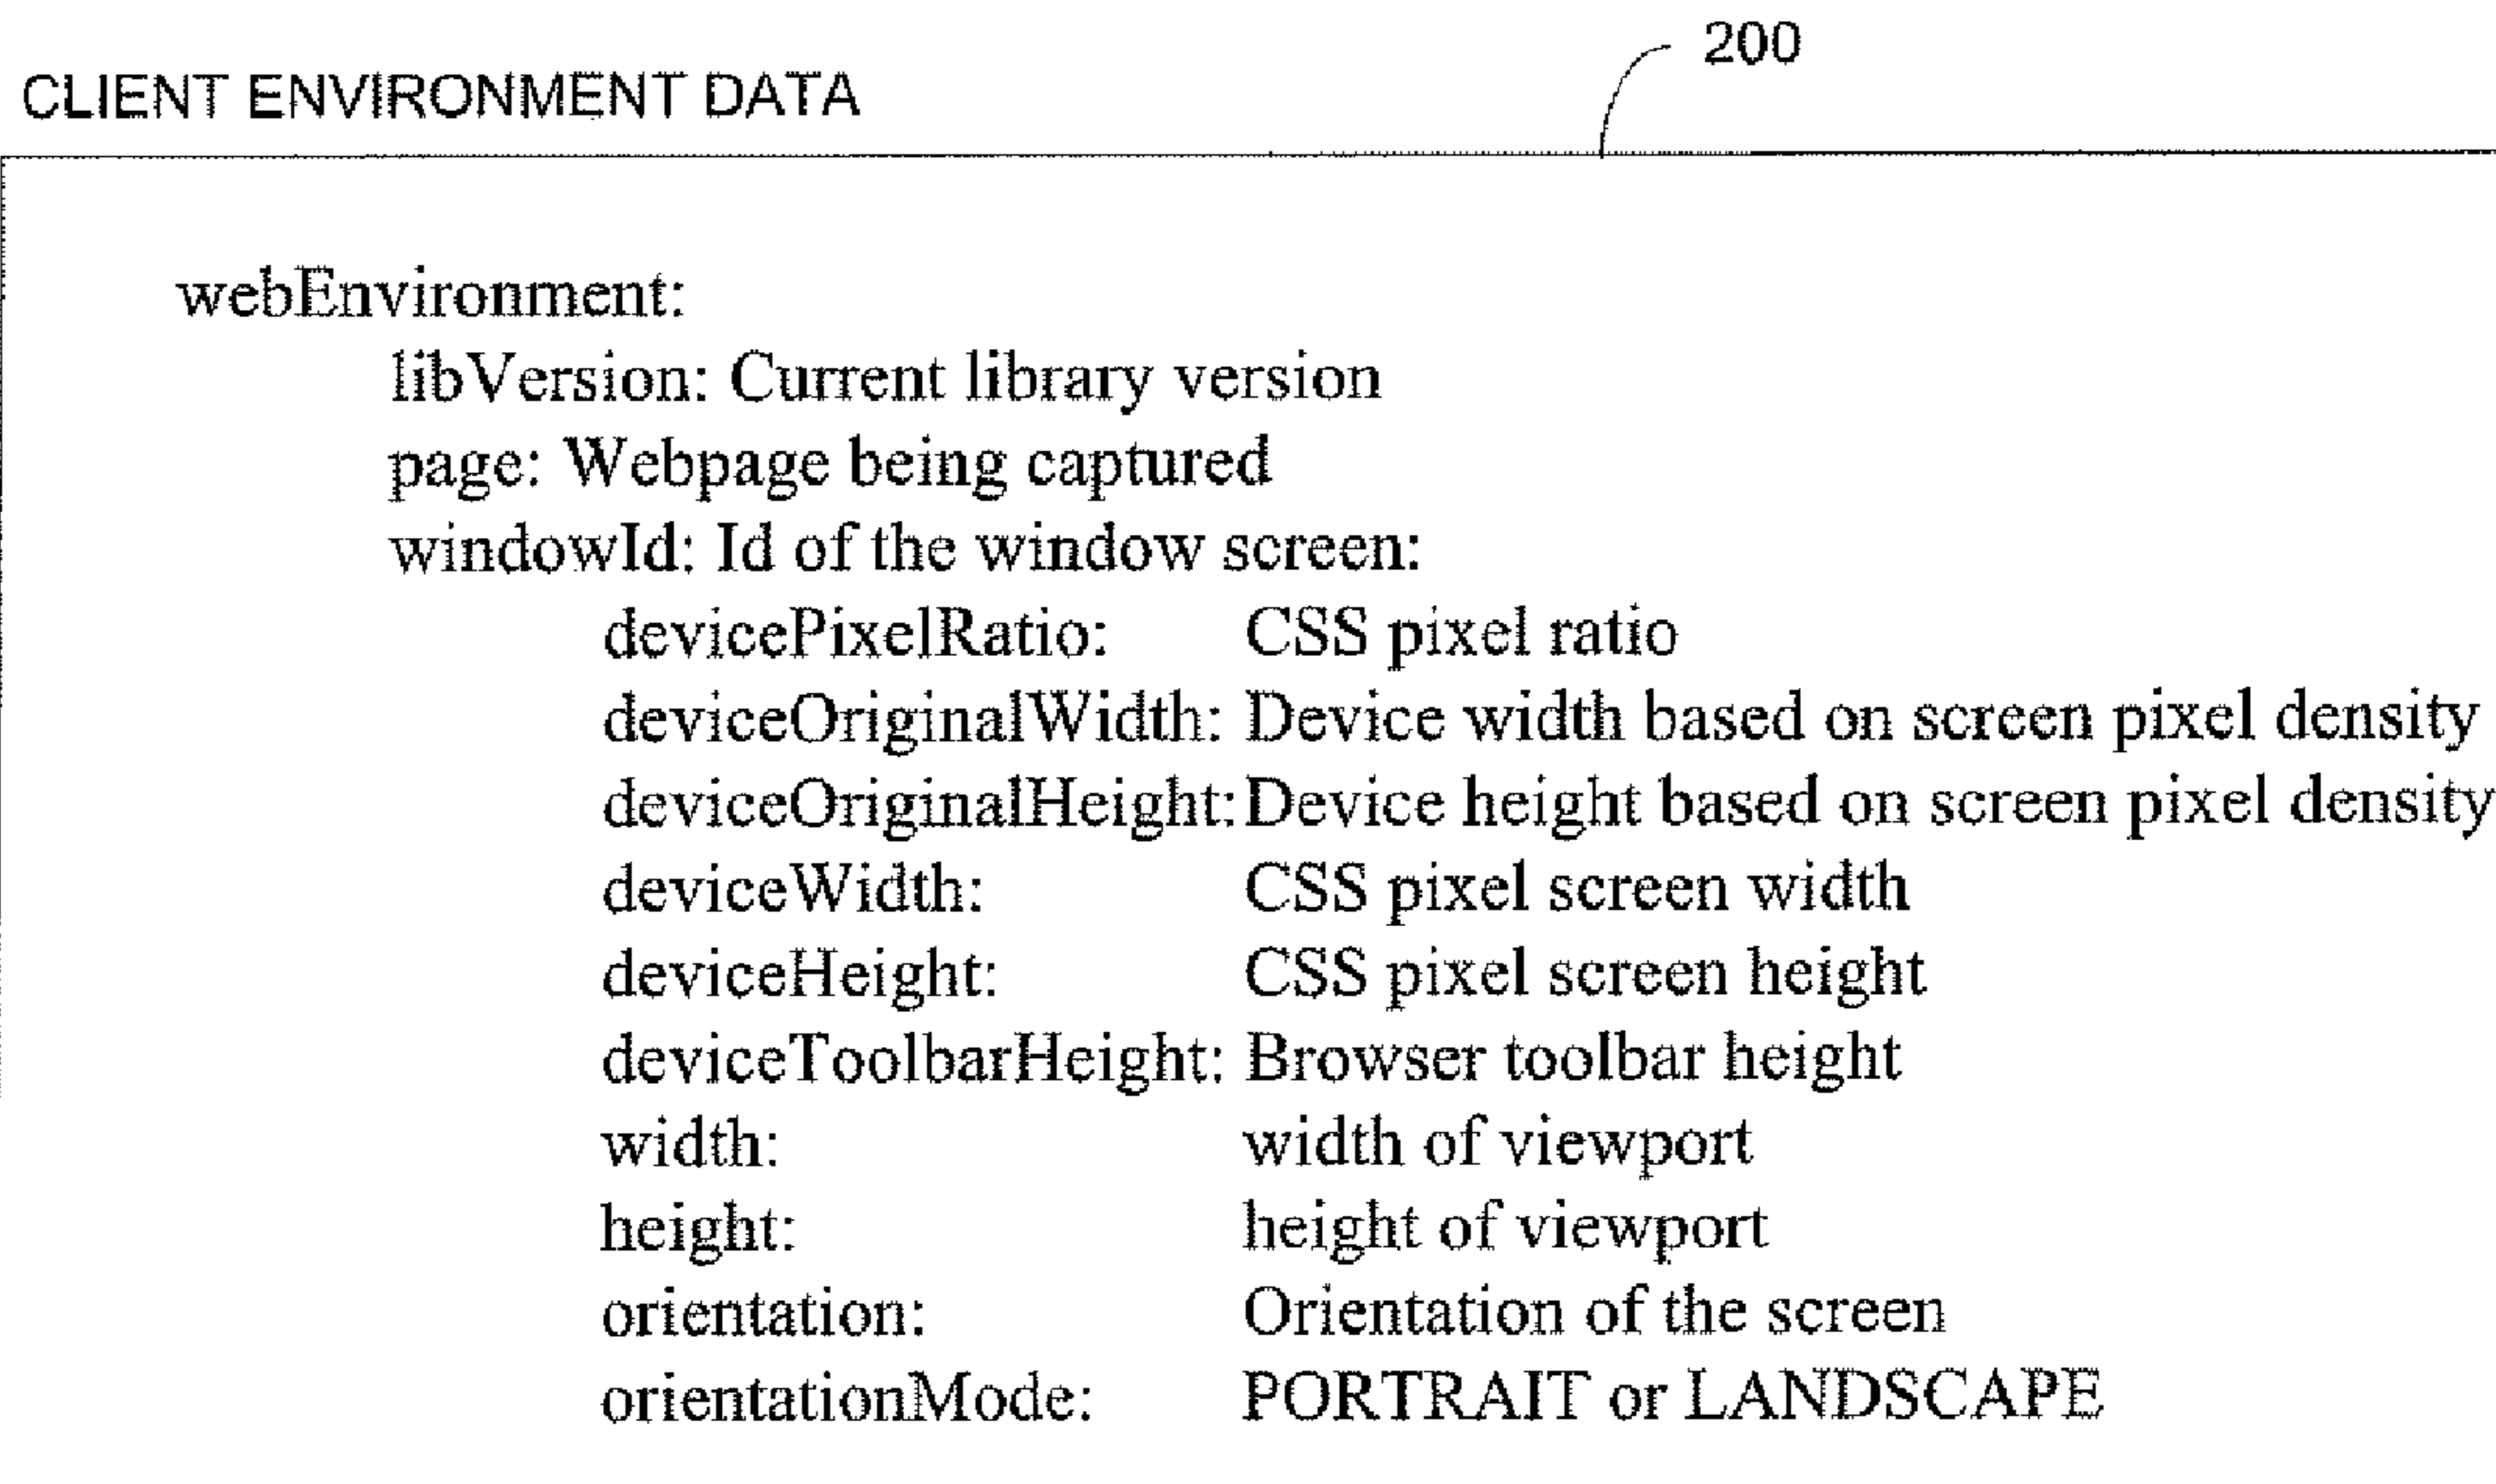 200
CLIENT ENVIRONMENT DATA
webEnvironment:
libVersion: Current library version
page: Webpage being captured
windowId: Id of the window screen:
devicePixelRatio: CSS pixel ratio
deviceOriginalWidth: Device width based on screen pixel density
deviceOriginalHeight: Device height based on screen pixel density
deviceWidth: CSS pixel screen width
deviceHeight: CSS pixel screen height
deviceToolbarHeight: Browser toolbar height
width: width of viewport
height: height of viewport
orientation: Orientation of the screen
orientationMode: PORTRAIT or LANDSCAPE